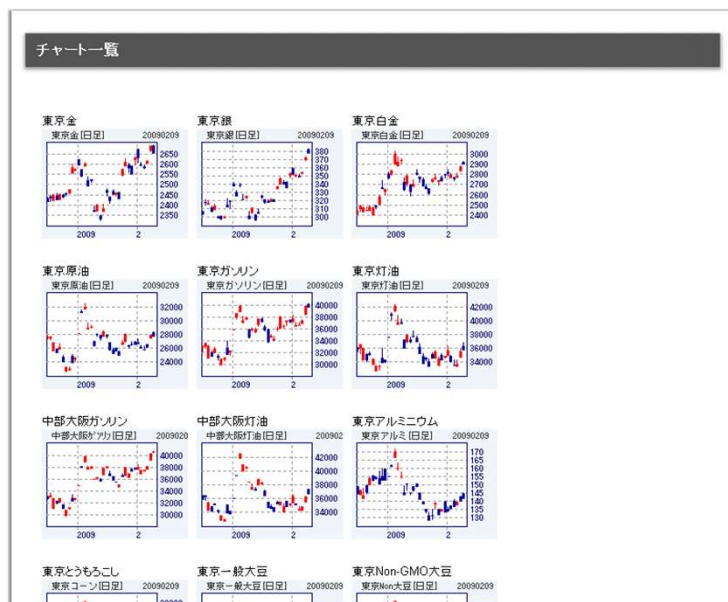 チャート一覧
東京金 東京銀 東京白金
東京金[日足] 20090209 東京銀[日足] 20090209 東京白金[日足] 20090209
2650 2600 2550 2500 2450 2400 2350
380 370 360 350 340 330 320 310 300
3000 2900 2800 2700 2600 2500 2400
2009 2 2009 2 2009 2
東京原油 東京ガソリン 東京灯油
東京原油[日足] 20090209 東京ガソリン[日足] 20090209 東京灯油[日足] 20090209
32000 30000 28000 26000 24000
40000 38000 36000 34000 32000 30000
42000 40000 38000 36000 34000
2009 2 2009 2 2009 2
中部大阪ガソリン 中部大阪灯油 東京アルミニウム
中部大阪ガソリン[日足] 2009020 中部大阪灯油[日足] 200902 東京アルミ[日足] 20090209
40000 38000 36000 34000 32000 30000
42000 40000 38000 36000 34000
170 165 160 155 150 145 140 135 130
2009 2 2009 2 2009 2
東京とうもろこし 東京一般大豆 東京Non-GMO大豆
東京コーン[日足] 20090209 東京一般大豆[日足] 20090209 東京Non大豆[日足] 20090209